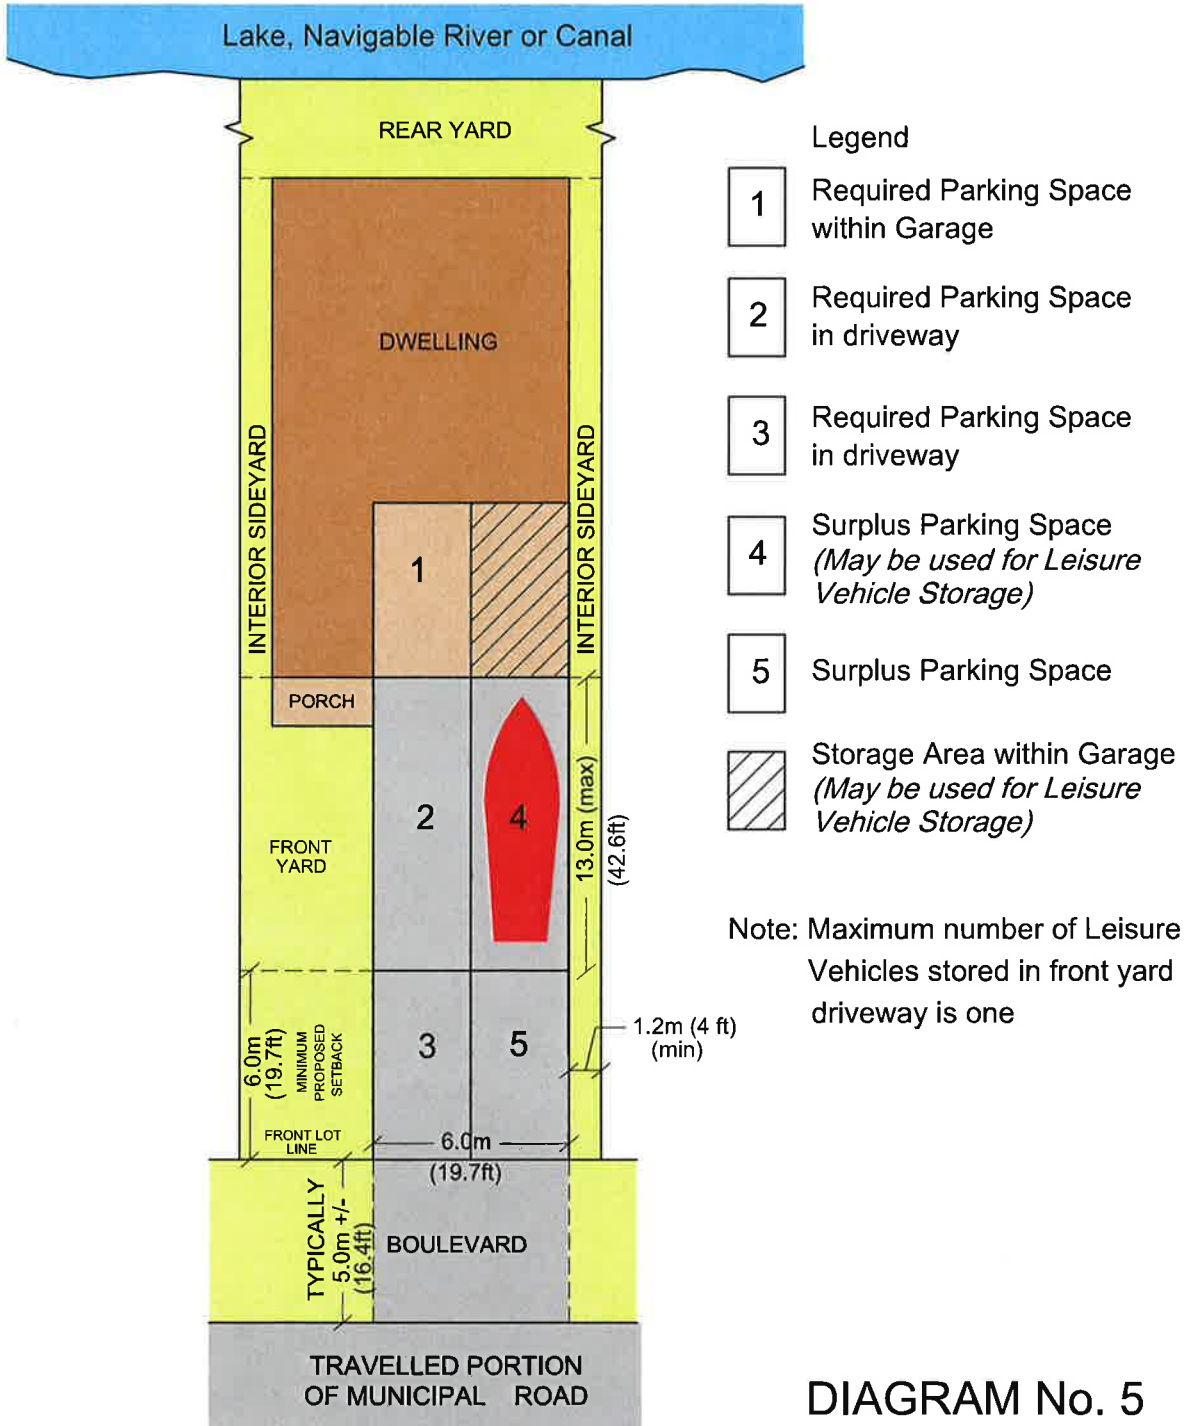 Lake, Navigable River or Canal
REAR YARD
DWELLING
INTERIOR SIDEYARD
INTERIOR SIDEYARD
1
PORCH
FRONT
YARD
2
4
13.0m (max)
(42.6ft)
6.0m
(19.7ft)
MINIMUM
PROPOSED
SETBACK
3
5
1.2m (4 ft)
(min)
FRONT LOT
LINE
6.0m
(19.7ft)
TYPICALLY
5.0m +/-
(16.4ft)
BOULEVARD
TRAVELLED PORTION
OF MUNICIPAL ROAD
Legend
1
Required Parking Space
within Garage
2
Required Parking Space
in driveway
3
Required Parking Space
in driveway
4
Surplus Parking Space
(May be used for Leisure
Vehicle Storage)
5
Surplus Parking Space
Storage Area within Garage
(May be used for Leisure
Vehicle Storage)
Note: Maximum number of Leisure
Vehicles stored in front yard
driveway is one
DIAGRAM No. 5